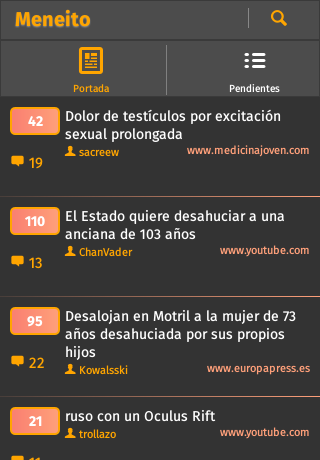 Meneito
Portada
Pendientes
42
Dolor de testículos por excitación
sexual prolongada
19
sacreew
www.medicinajoven.com
110
El Estado quiere desahuciar a una
anciana de 103 años
13
ChanVader
www.youtube.com
95
Desalojan en Motril a la mujer de 73
años desahuciada por sus propios
hijos
22
Kowalsski
www.europapress.es
21
ruso con un Oculus Rift
trollazo
www.youtube.com